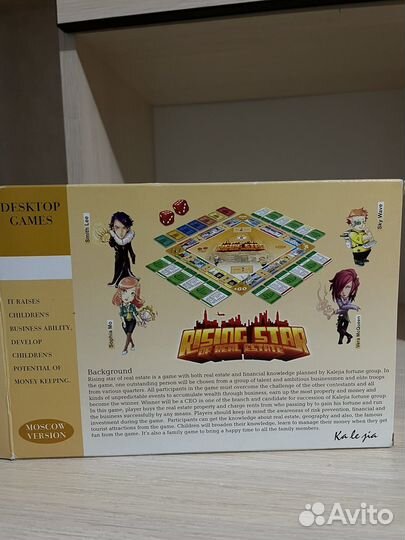 DESKTOP
GAMES
IT RAISES
CHILDREN'S
BUSINESS ABILITY,
DEVELOP
CHILDREN'S
POTENTIAL OF
MONEY KEEPING.
MOSCOW
VERSION
Smith Lee
Sophia Mo
Sky Wave
Vera McQueen
RISING STAR
OF REAL ESTATE
Background
Rising star of real estate is a game with both real estate and financial knowledge planned by Kalejia fortune group. In
the game, one outstanding person will be chosen from a group of talent and ambitious businessmen and elite troops
from various quarters. All participants in the game must overcome the challenge of the other contestants and all
kinds of unpredictable events to accumulate wealth through business, earn up the most property and money and
become the winner. Winner will be a CEO in one of the branch and candidate for succession of Kalejia fortune group.
In this game, player buys the real estate property and charge rents from who passing by to gain his fortune and run
the business successfully by any means. Players should keep in mind the awareness of risk prevention, financial and
investment during the game. Participants can get the knowledge about real estate, geography and also, the famous
tourist attractions from the game. Children will broaden their knowledge, learn to manage their money when they get
fun from the game. It's also a family game to bring a happy time to all the family members.
Ka le jia
Avito